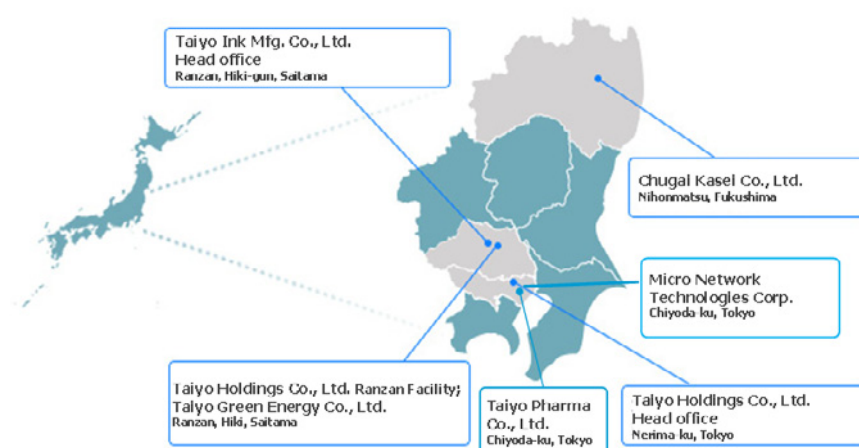 Taiyo Ink Mfg. Co., Ltd.
Head office
Ranzan, Hiki-gun, Saitama
Chugai Kasei Co., Ltd.
Nihonmatsu, Fukushima
Micro Network
Technologies Corp.
Chiyoda-ku, Tokyo
Taiyo Holdings Co., Ltd. Ranzan Facility;
Taiyo Green Energy Co., Ltd.
Ranzan, Hiki, Saitama
Taiyo Pharma
Co., Ltd.
Chiyoda-ku, Tokyo
Taiyo Holdings Co., Ltd.
Head office
Nerima-ku, Tokyo